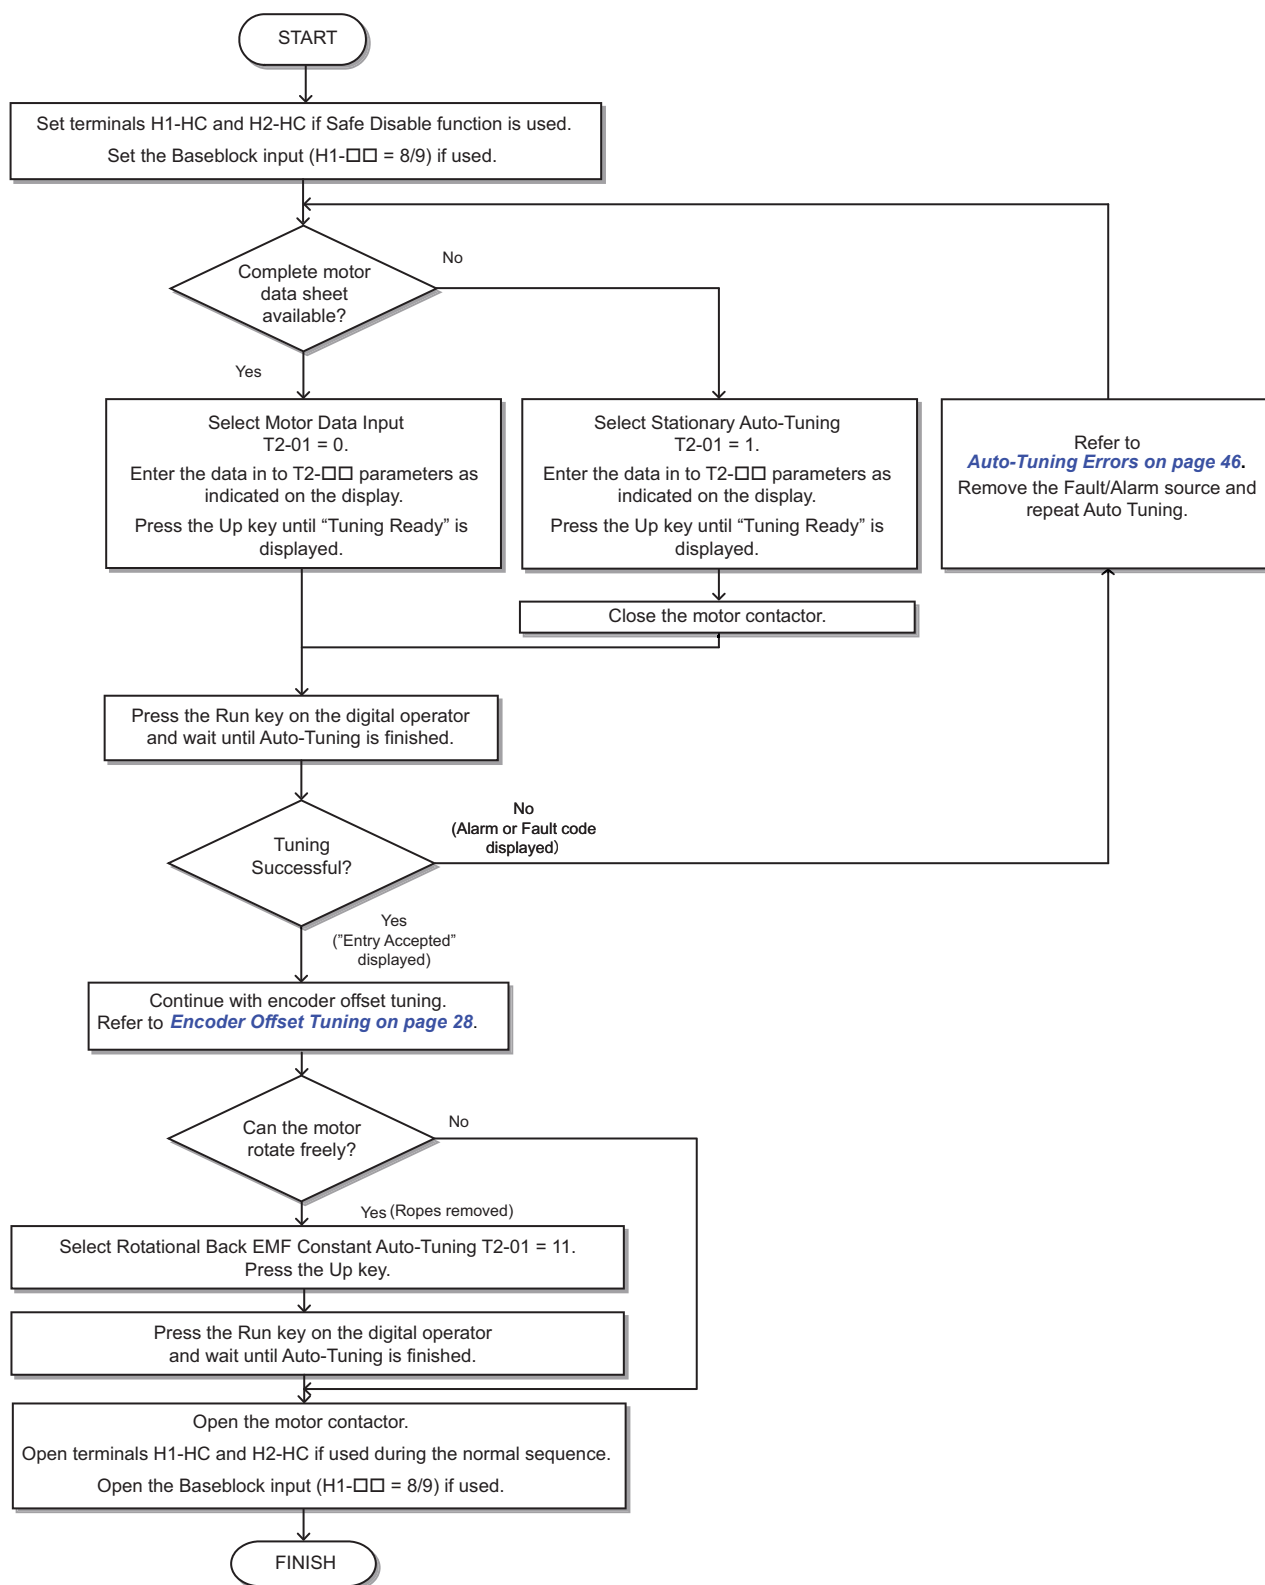 START
Set terminals H1-HC and H2-HC if Safe Disable function is used.
Set the Baseblock input (H1-□□ = 8/9) if used.
Complete motor
data sheet
available?
No
Yes
Select Motor Data Input
T2-01 = 0.
Enter the data in to T2-□□ parameters as
indicated on the display.
Press the Up key until “Tuning Ready” is
displayed.
Select Stationary Auto-Tuning
T2-01 = 1.
Enter the data in to T2-□□ parameters as
indicated on the display.
Press the Up key until “Tuning Ready” is
displayed.
Refer to
Auto-Tuning Errors on page 46.
Remove the Fault/Alarm source and
repeat Auto Tuning.
Close the motor contactor.
Press the Run key on the digital operator
and wait until Auto-Tuning is finished.
Tuning
Successful?
No
(Alarm or Fault code
displayed)
Yes
(”Entry Accepted”
displayed)
Continue with encoder offset tuning.
Refer to Encoder Offset Tuning on page 28.
Can the motor
rotate freely?
No
Yes (Ropes removed)
Select Rotational Back EMF Constant Auto-Tuning T2-01 = 11.
Press the Up key.
Press the Run key on the digital operator
and wait until Auto-Tuning is finished.
Open the motor contactor.
Open terminals H1-HC and H2-HC if used during the normal sequence.
Open the Baseblock input (H1-□□ = 8/9) if used.
FINISH